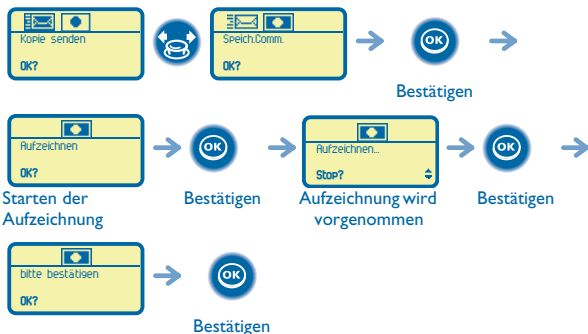 Kopie senden
OK?
Speich.Comm.
OK?
OK
Bestätigen
Aufzeichnen
OK?
OK
Aufzeichnen...
Stop?
OK
Starten der
Aufzeichnung
Bestätigen
Aufzeichnung wird
vorgenommen
Bestätigen
bitte bestätigen
OK?
OK
Bestätigen